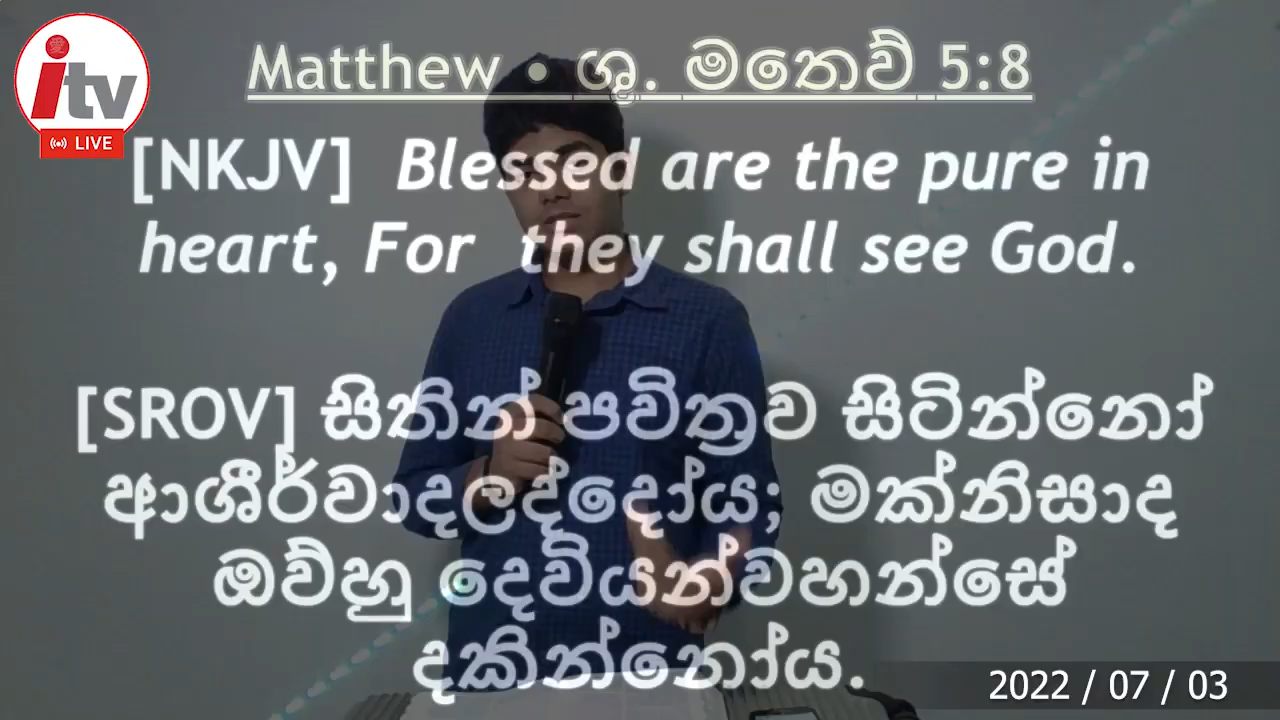 itv
LIVE
Matthew • ශු. මතෙව් 5:8
[NKJV] Blessed are the pure in
heart, For they shall see God.
[SROV] සිතින් පවිත්‍රව සිටින්නෝ
ආශීර්වාදලද්දෝය; මක්නිසාද
ඔව්හු දෙවියන්වහන්සේ
දකින්නෝය.
2022 / 07 / 03